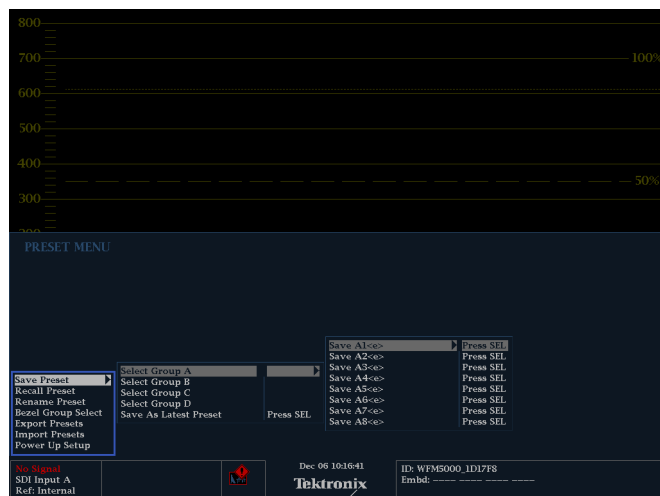 800
700
100%
600
500
400
50%
300
200
PRESET MENU
Save Preset
Recall Preset
Rename Preset
Bezel Group Select
Export Presets
Import Presets
Power Up Setup
Select Group A
Select Group B
Select Group C
Select Group D
Save As Latest Preset Press SEL
Save A1<e> Press SEL
Save A2<e> Press SEL
Save A3<e> Press SEL
Save A4<e> Press SEL
Save A5<e> Press SEL
Save A6<e> Press SEL
Save A7<e> Press SEL
Save A8<e> Press SEL
No Signal
SDI Input A
Ref: Internal
Dec 06 10:16:41
Tektronix
ID: WFM5000_1D17F8
Embd: ---- ---- ---- ----